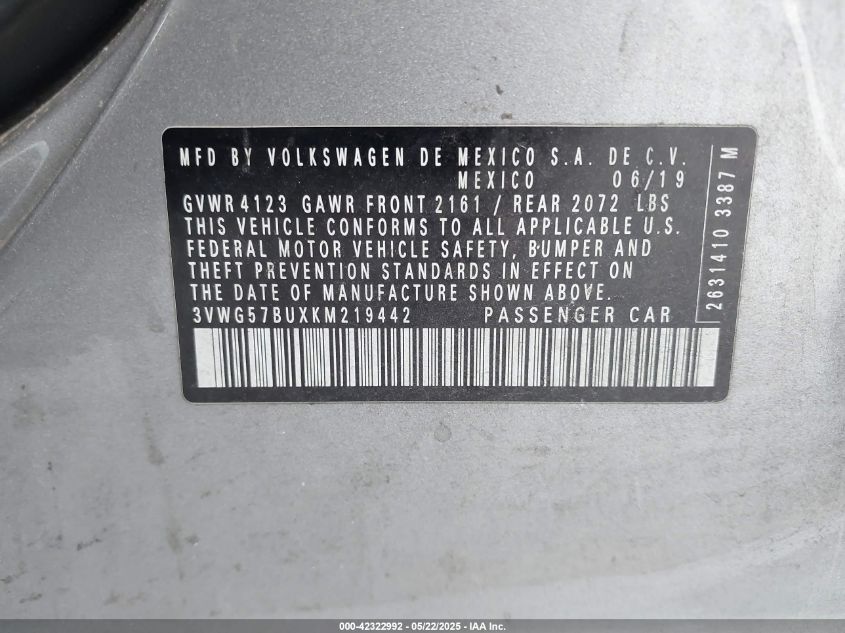 MFD BY VOLKSWAGEN DE MEXICO S.A. DE C.V.
MEXICO 06/19
GVWR 4123 GAWR FRONT 2161 / REAR 2072 LBS
THIS VEHICLE CONFORMS TO ALL APPLICABLE U.S.
FEDERAL MOTOR VEHICLE SAFETY, BUMPER AND
THEFT PREVENTION STANDARDS IN EFFECT ON
THE DATE OF MANUFACTURE SHOWN ABOVE.
3VWG57BUXKM219442 PASSENGER CAR
2631410 3387 M
000-42322992 - 05/22/2025 - IAA Inc.